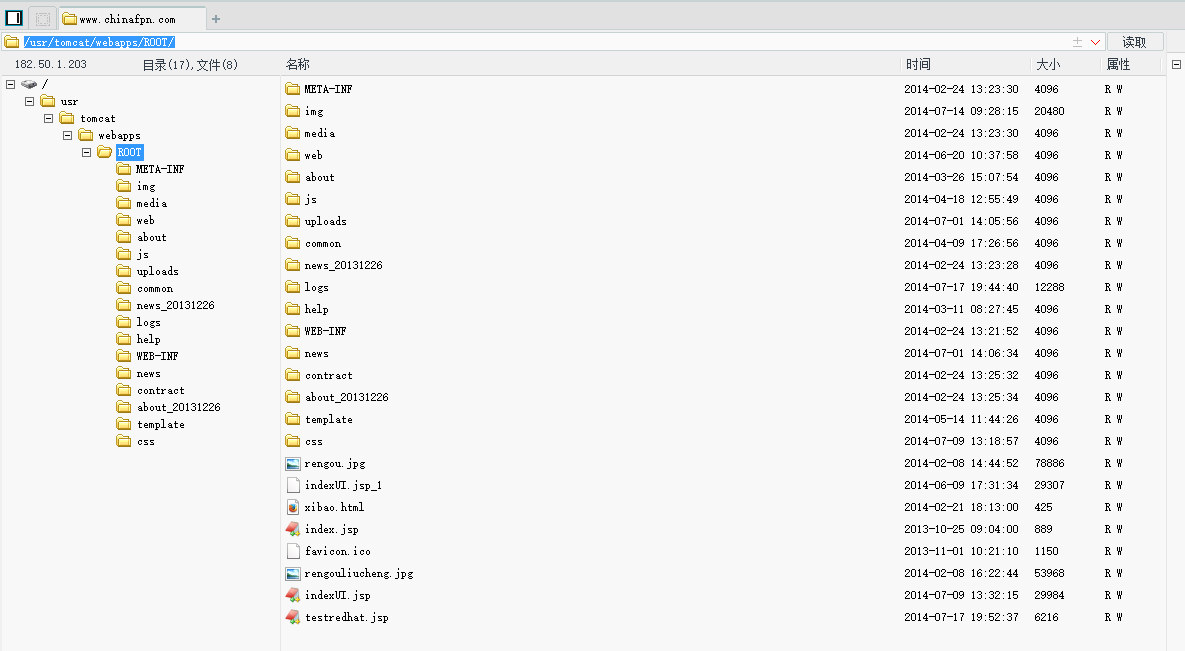 www.chinafpn.com
/usr/tomcat/webapps/ROOT/
读取
182.50.1.203 目录(17),文件(8)
名称 时间 大小 属性
/
usr
tomcat
webapps
ROOT
META-INF
img
media
web
about
js
uploads
common
news_20131226
logs
help
WEB-INF
news
contract
about_20131226
template
css
META-INF 2014-02-24 13:23:30 4096 R W
img 2014-07-14 09:28:15 20480 R W
media 2014-02-24 13:23:30 4096 R W
web 2014-06-20 10:37:58 4096 R W
about 2014-03-26 15:07:54 4096 R W
js 2014-04-18 12:55:49 4096 R W
uploads 2014-07-01 14:05:56 4096 R W
common 2014-04-09 17:26:56 4096 R W
news_20131226 2014-02-24 13:23:28 4096 R W
logs 2014-07-17 19:44:40 12288 R W
help 2014-03-11 08:27:45 4096 R W
WEB-INF 2014-02-24 13:21:52 4096 R W
news 2014-07-01 14:06:34 4096 R W
contract 2014-02-24 13:25:32 4096 R W
about_20131226 2014-02-24 13:25:34 4096 R W
template 2014-05-14 11:44:26 4096 R W
css 2014-07-09 13:18:57 4096 R W
rengou.jpg 2014-02-08 14:44:52 78886 R W
indexUI.jsp_1 2014-06-09 17:31:34 29307 R W
xibao.html 2014-02-21 18:13:00 425 R W
index.jsp 2013-10-25 09:04:00 889 R W
favicon.ico 2013-11-01 10:21:10 1150 R W
rengouliucheng.jpg 2014-02-08 16:22:44 53968 R W
indexUI.jsp 2014-07-09 13:32:15 29984 R W
testredhat.jsp 2014-07-17 19:52:37 6216 R W